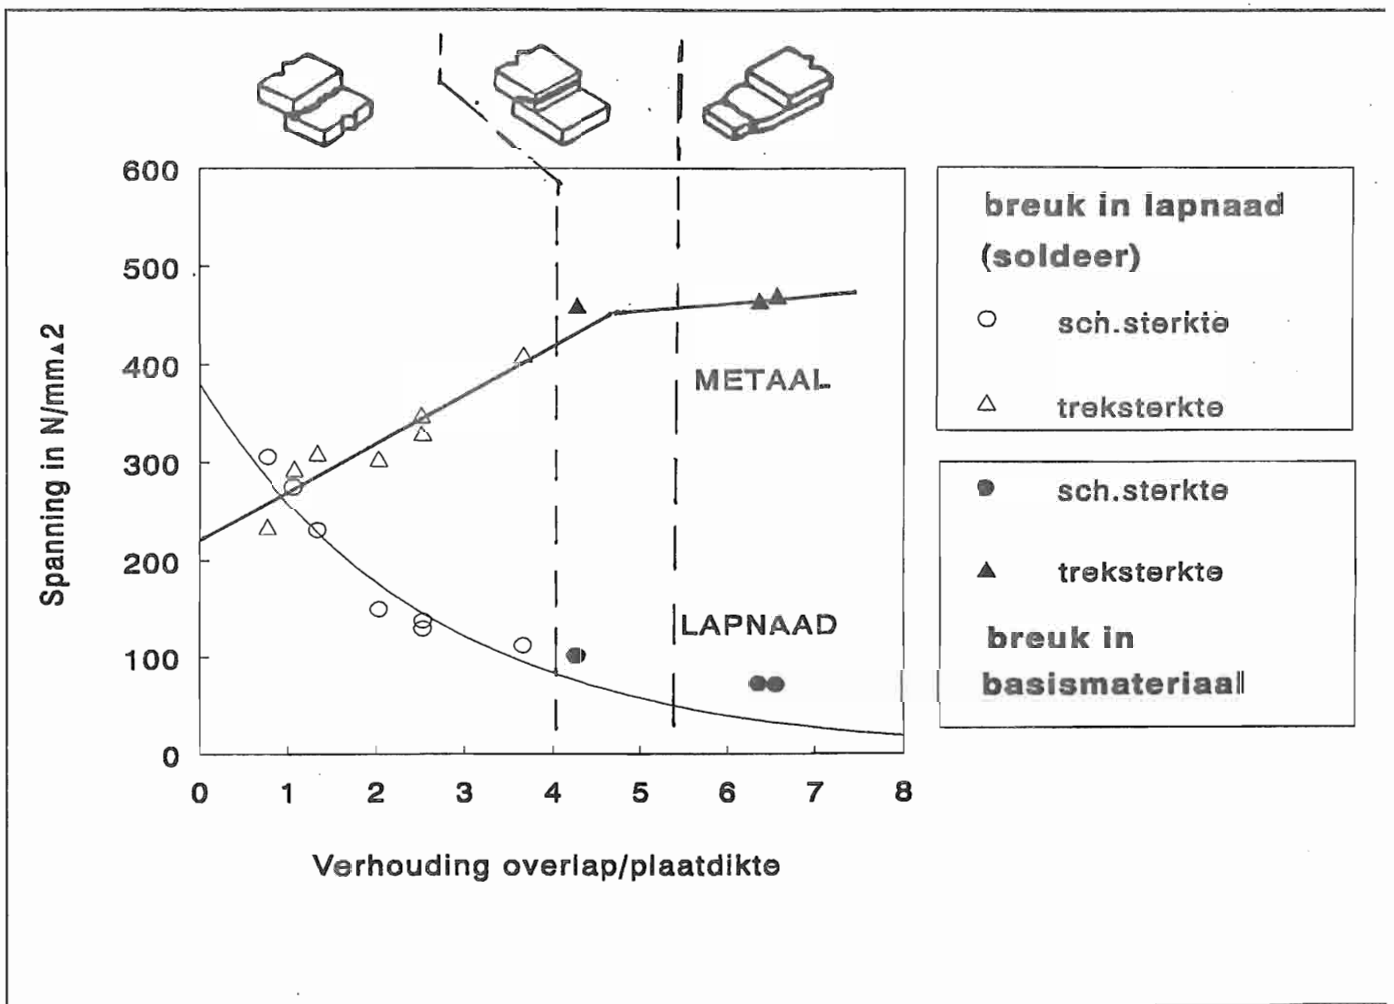 600
500
400
300
200
100
0
Spanning in N/mm▲2
0 1 2 3 4 5 6 7 8
Verhouding overlap/plaatdikte
METAAL
LAPNAAD
breuk in lapnaad
(soldeer)
sch.sterkte
treksterkte
sch.sterkte
treksterkte
breuk in
basismateriaal